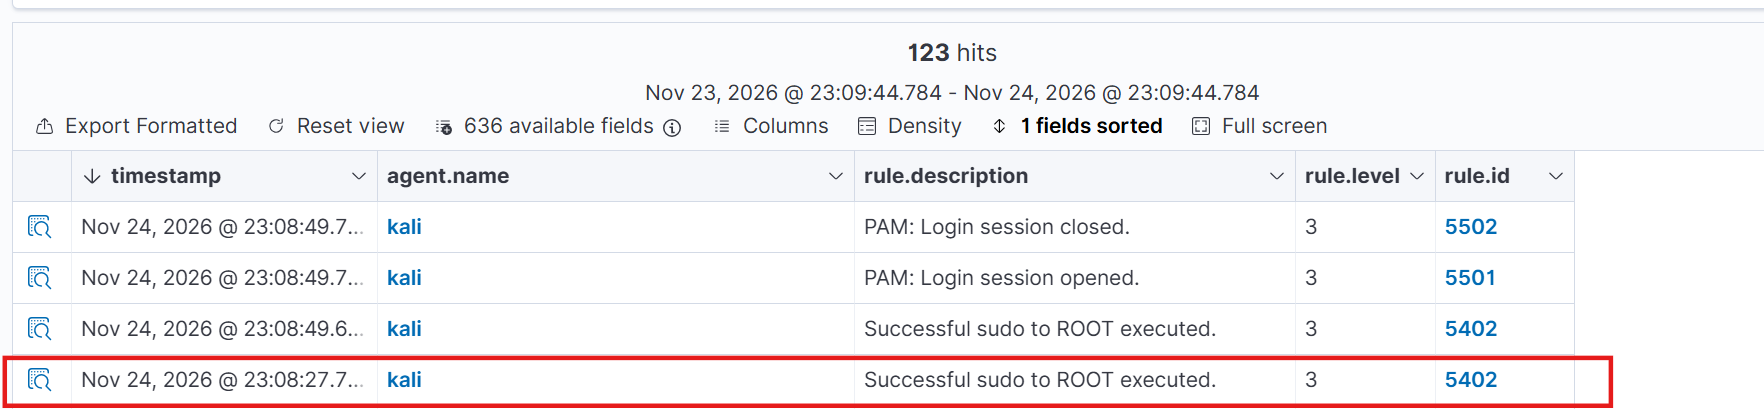 123 hits
Nov 23, 2026 @ 23:09:44.784 - Nov 24, 2026 @ 23:09:44.784
Export Formatted Reset view 636 available fields Columns Density 1 fields sorted Full screen
timestamp agent.name rule.description rule.level rule.id
Nov 24, 2026 @ 23:08:49.7... kali PAM: Login session closed. 3 5502
Nov 24, 2026 @ 23:08:49.7... kali PAM: Login session opened. 3 5501
Nov 24, 2026 @ 23:08:49.6... kali Successful sudo to ROOT executed. 3 5402
Nov 24, 2026 @ 23:08:27.7... kali Successful sudo to ROOT executed. 3 5402